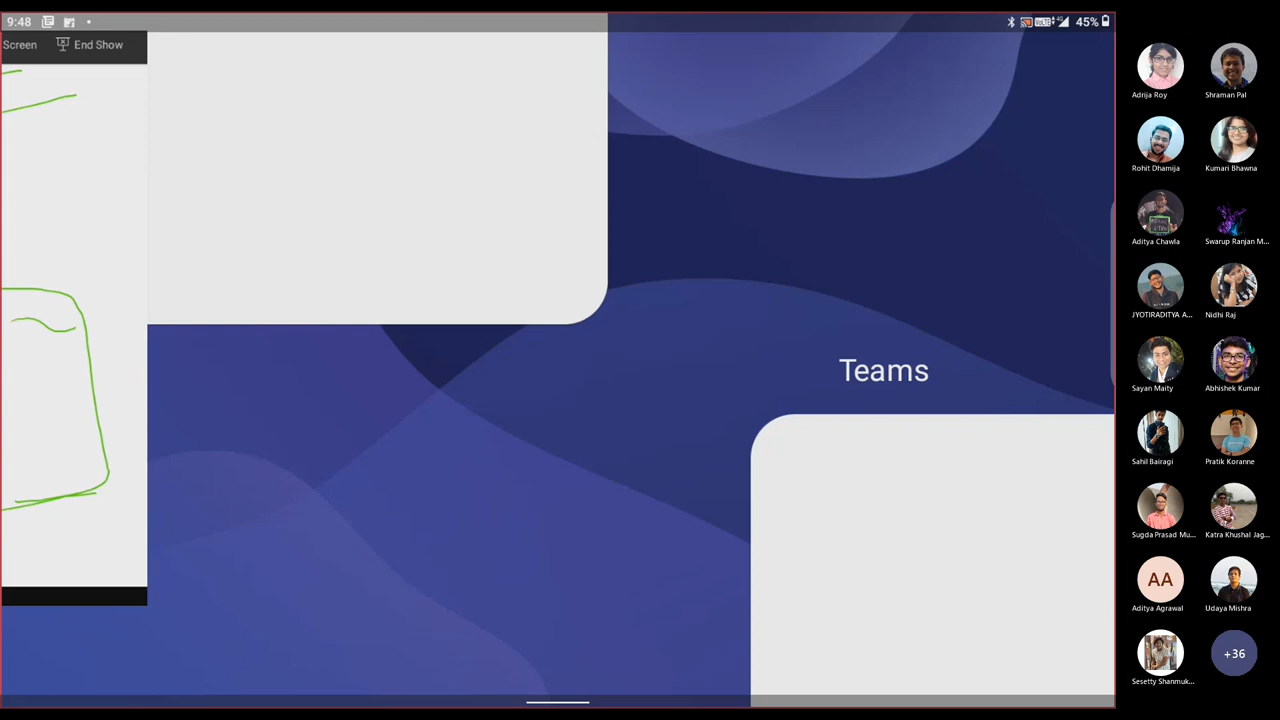 9:48
45%
Screen End Show
Teams
Adrija Roy
Shraman Pal
Rohit Dhamija
Kumari Bhawna
Aditya Chawla
Swarup Ranjan M...
JYOTIRADITYA A...
Nidhi Raj
Sayan Maity
Abhishek Kumar
Sahil Bairagi
Pratik Koranne
Sugda Prasad Mu...
Katra Khushal Jag...
AA
Aditya Agrawal
Udaya Mishra
Sesetty Shanmuk...
+36